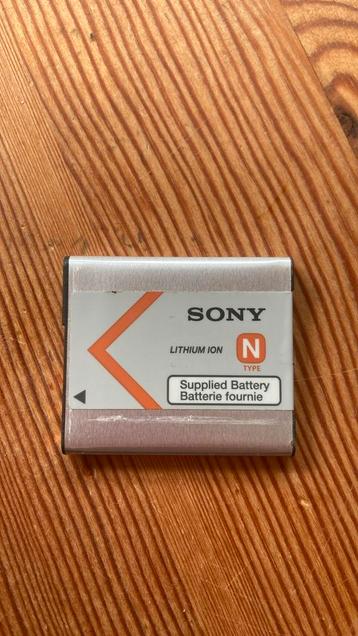 SONY
LITHIUM ION N
TYPE
Supplied Battery
Batterie fournie